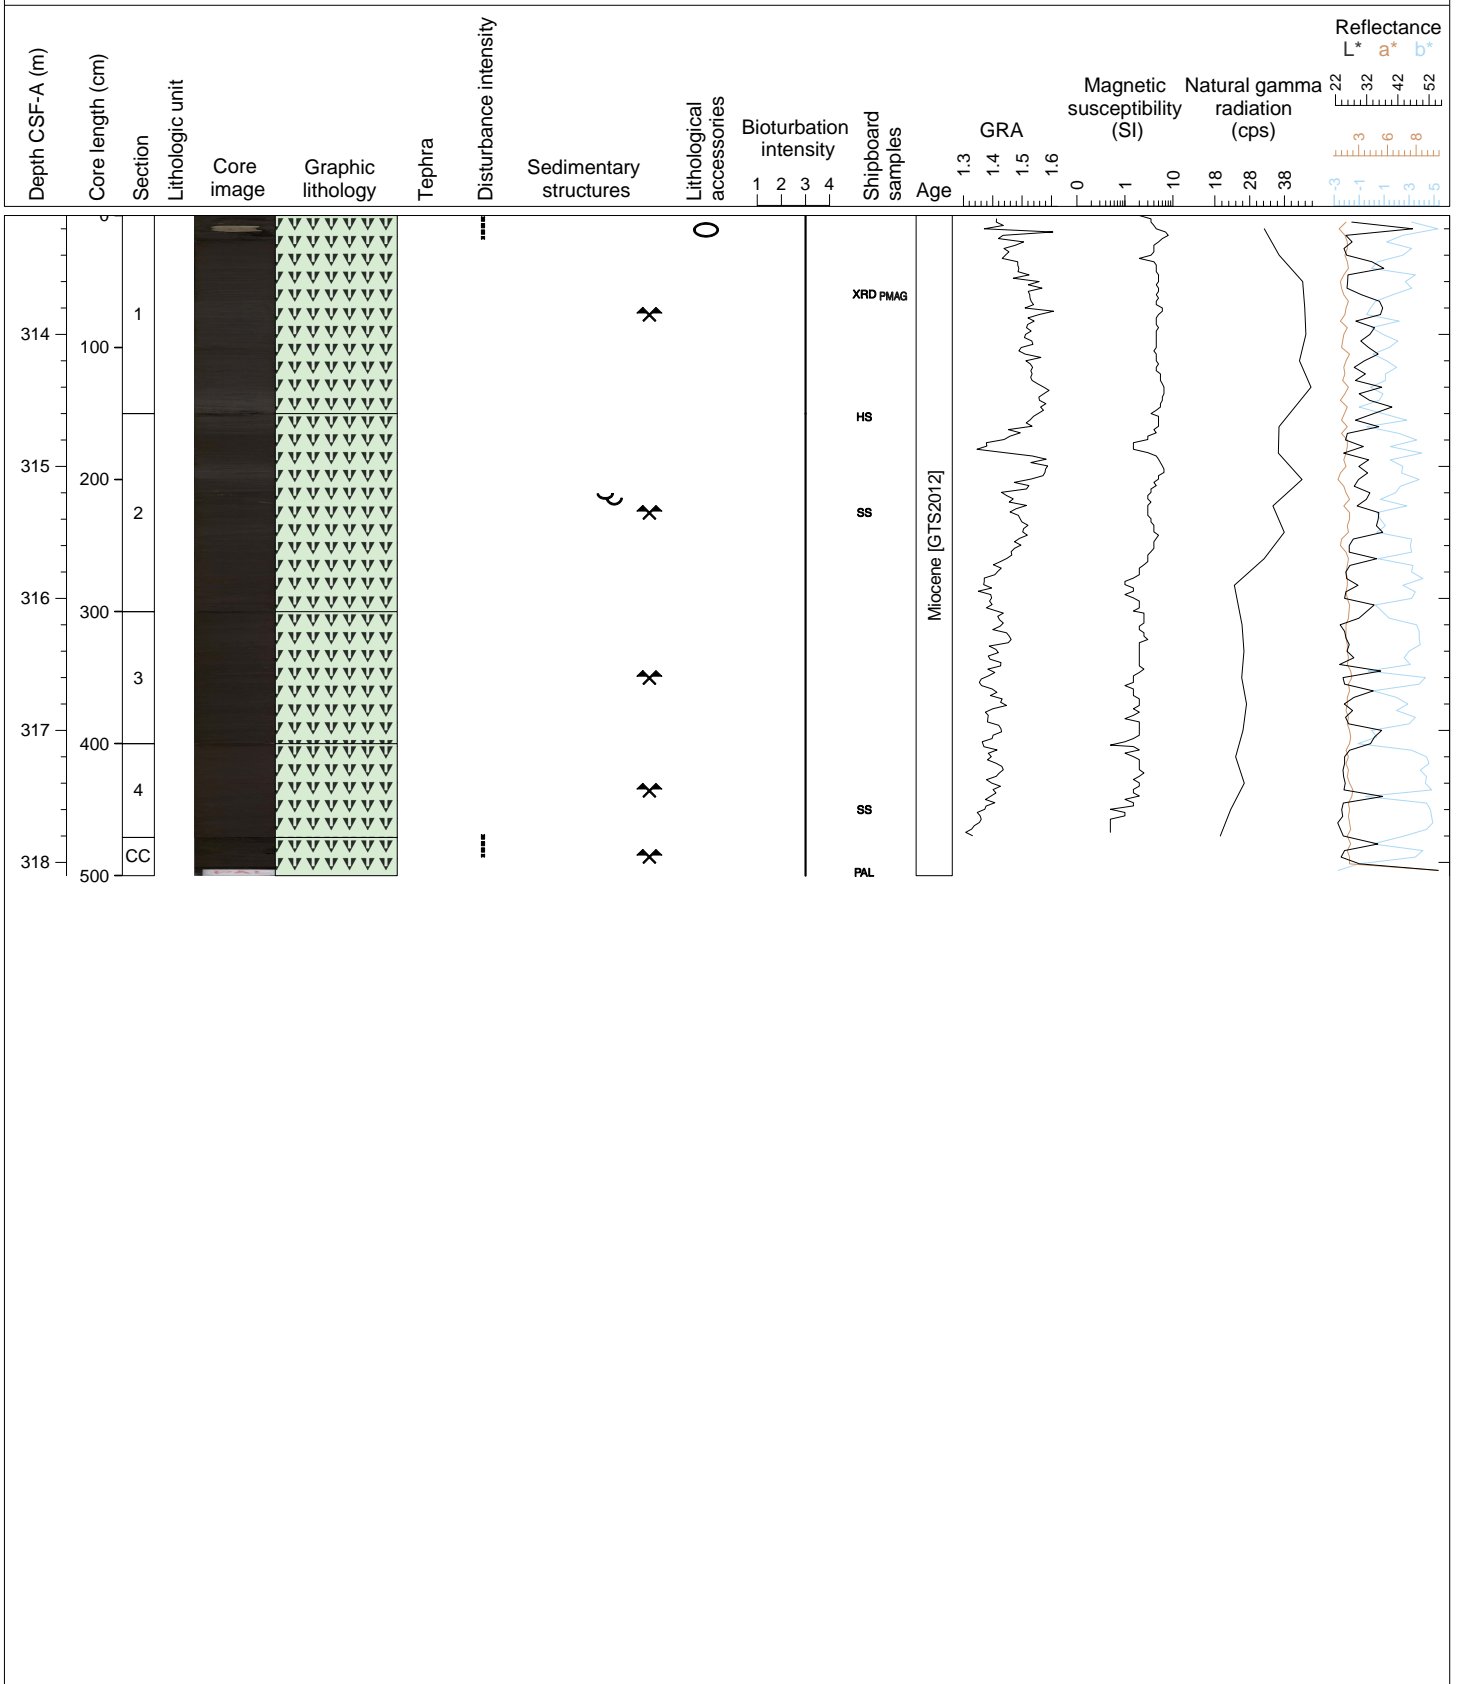 Depth CSF-A (m)
Core length (cm)
Section
Lithologic unit
Core
image
Graphic
lithology
Tephra
Disturbance intensity
Sedimentary
structures
Lithological
accessories
Bioturbation
intensity
1 2 3 4
Shipboard
samples
Age
GRA
1.3 1.4 1.5 1.6
Magnetic
susceptibility
(SI)
0 1 10
Natural gamma
radiation
(cps)
18 28 38
Reflectance
L* a* b*
22 32 42 52
3 6 8
-3 -1 1 3 5
314
315
316
317
318
0
100
200
300
400
500
1
2
3
4
CC
XRD PMAG
HS
SS
SS
PAL
Miocene [GTS2012]